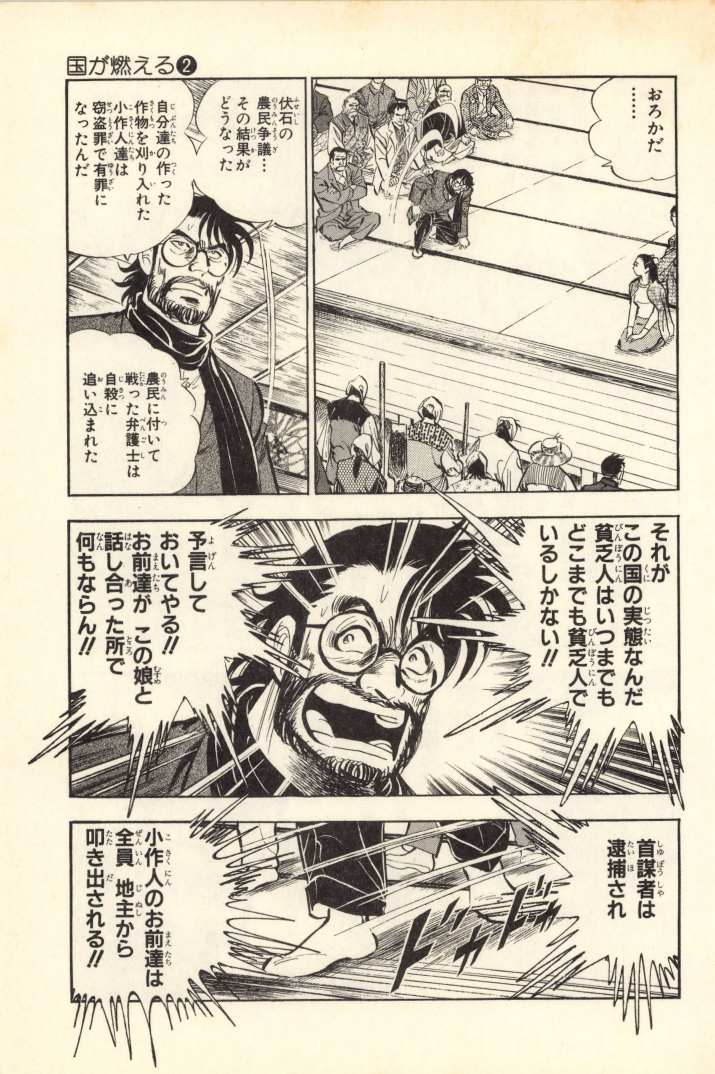 国が燃える❷
おろかだ
……
伏石の
農民争議…
その結果が
どうなった
自分達の作った
作物を刈り入れた
小作人達は
窃盗罪で有罪に
なったんだ
農民に付いて
戦った弁護士は
自殺に
追い込まれた
それが
この国の実態なんだ
貧乏人はいつまでも
どこまでも貧乏人で
いるしかない!!
予言して
おいてやる!!
お前達が この娘と
話し合った所で
何もならん!!
首謀者は
逮捕され
ドカドカ
小作人のお前達は
全員 地主から
叩き出される!!